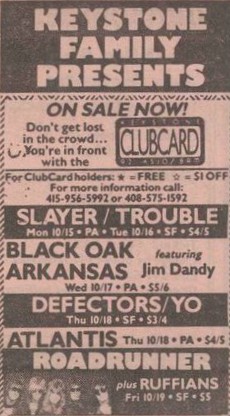 KEYSTONE
FAMILY
PRESENTS
ON SALE NOW!
Don't get lost
in the crowd...
You're in front
with the
KEYSTONE
CLUBCARD
For ClubCard holders: ★ = FREE ☆ = $1 OFF
For more information call:
415-956-5992 or 408-575-1592
SLAYER / TROUBLE
Mon 10/15 • PA • Tue 10/16 • SF • $4/5
BLACK OAK featuring
ARKANSAS Jim Dandy
Wed 10/17 • PA • $5/6
DEFECTORS/YO
Thu 10/18 • SF • $3/4
ATLANTIS Thu 10/18 • PA • $4/5
ROADRUNNER
plus RUFFIANS
Fri 10/19 • SF • $5